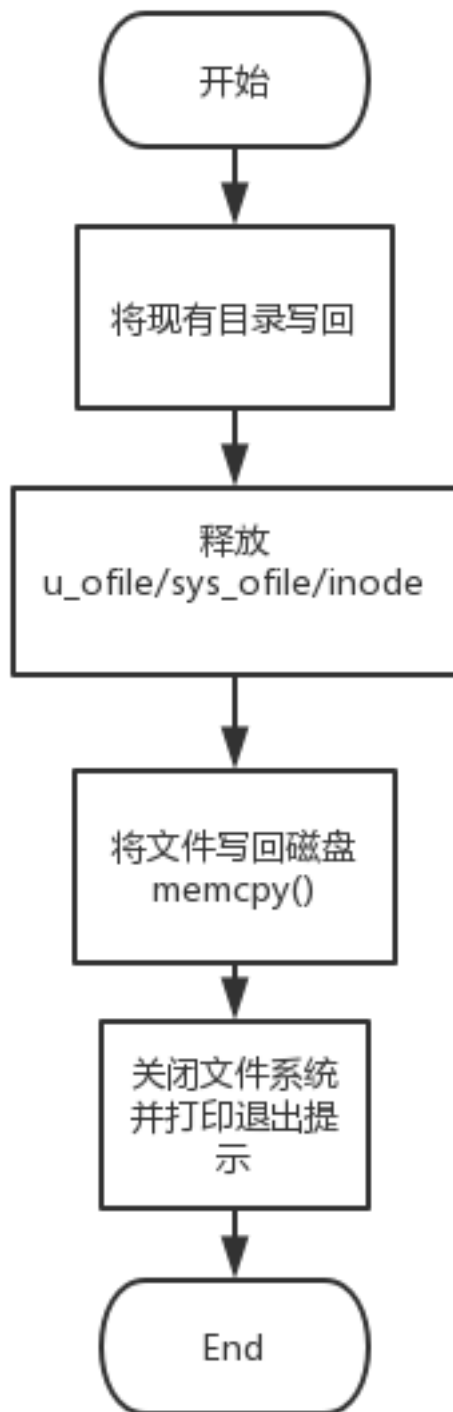 开始
将现有目录写回
释放
u_ofile/sys_ofile/inode
将文件写回磁盘
memcpy()
关闭文件系统
并打印退出提
示
End